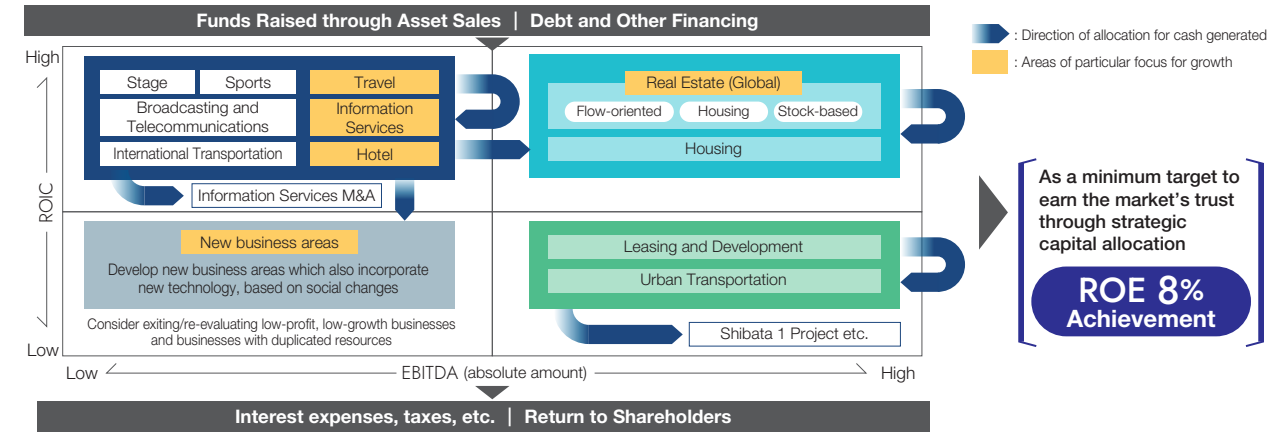 Funds Raised through Asset Sales | Debt and Other Financing
: Direction of allocation for cash generated
: Areas of particular focus for growth
High
ROIC
Low
Stage
Sports
Travel
Broadcasting and
Telecommunications
Information
Services
International Transportation
Hotel
Information Services M&A
Real Estate (Global)
Flow-oriented
Housing
Stock-based
Housing
New business areas
Develop new business areas which also incorporate
new technology, based on social changes
Consider exiting/re-evaluating low-profit, low-growth businesses
and businesses with duplicated resources
Leasing and Development
Urban Transportation
Shibata 1 Project etc.
Low
EBITDA (absolute amount)
High
As a minimum target to
earn the market's trust
through strategic
capital allocation
ROE 8%
Achievement
Interest expenses, taxes, etc. | Return to Shareholders